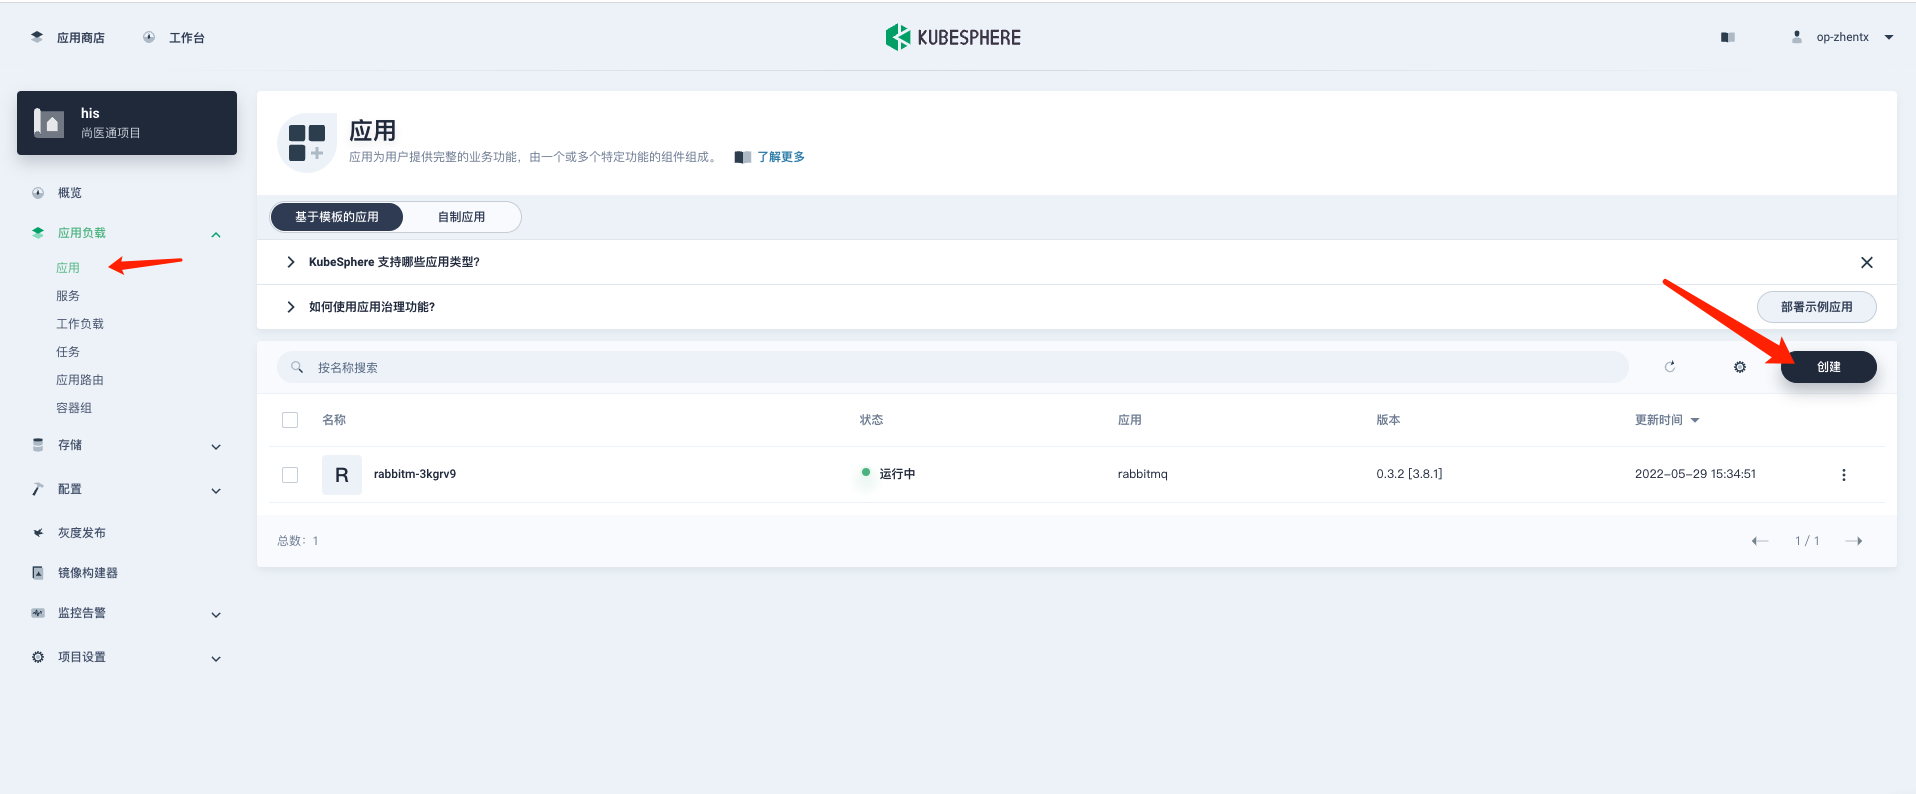 应用商店
工作台
KUBESPHERE
op-zhentx
his
尚医通项目
概览
应用负载
应用
服务
工作负载
任务
应用路由
容器组
存储
配置
灰度发布
镜像构建器
监控告警
项目设置
应用
应用为用户提供完整的业务功能，由一个或多个特定功能的组件组成。 了解更多
基于模板的应用 自制应用
KubeSphere 支持哪些应用类型?
如何使用应用治理功能?
部署示例应用
按名称搜索
创建
名称 状态 应用 版本 更新时间
R rabbitm-3kgrv9 运行中 rabbitmq 0.3.2 [3.8.1] 2022-05-29 15:34:51
总数：1
1 / 1